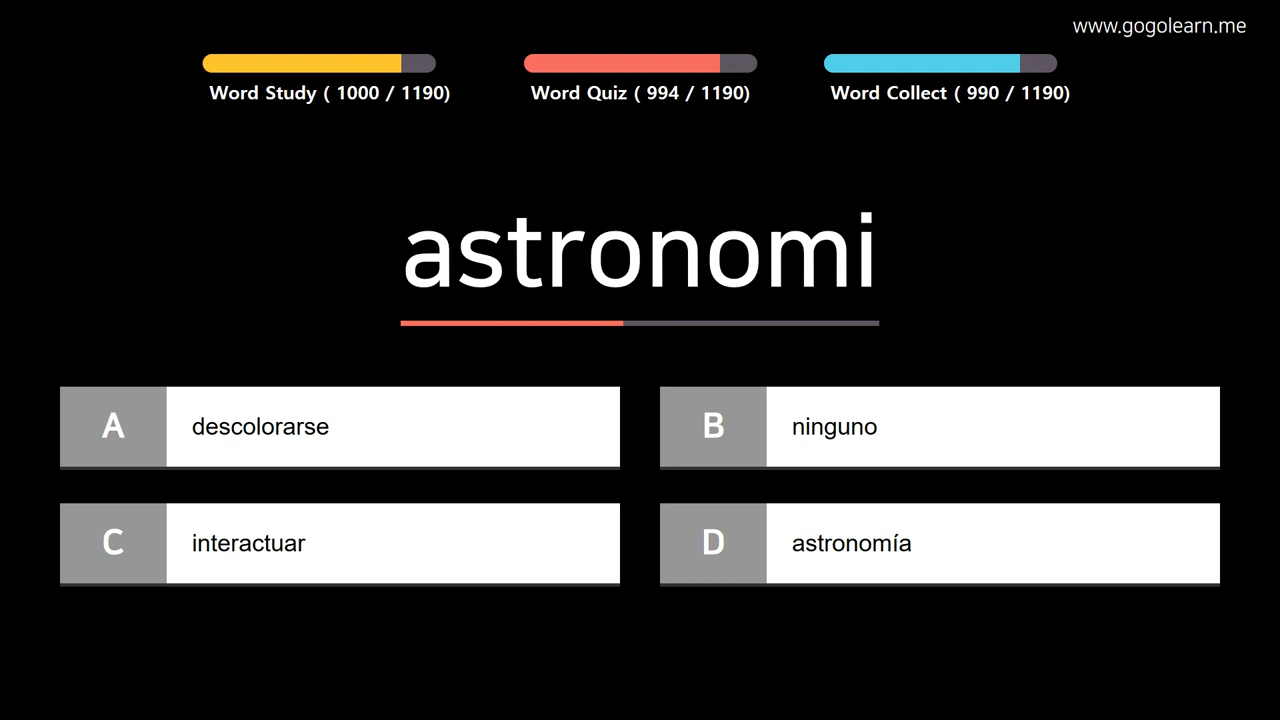 www.gogolearn.me
Word Study ( 1000 / 1190)
Word Quiz ( 994 / 1190)
Word Collect ( 990 / 1190)
astronomi
A descolorarse
B ninguno
C interactuar
D astronomía